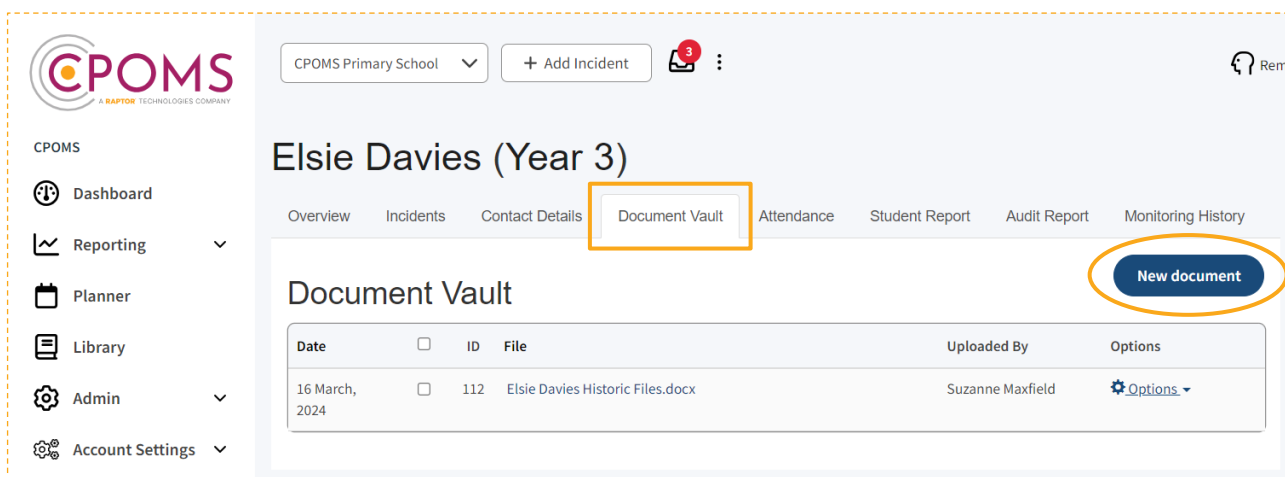 CPOMS
A RAPTOR TECHNOLOGIES COMPANY
CPOMS Primary School
+ Add Incident
3
Rem
CPOMS
Dashboard
Reporting
Planner
Library
Admin
Account Settings
Elsie Davies (Year 3)
Overview Incidents Contact Details Document Vault Attendance Student Report Audit Report Monitoring History
New document
Document Vault
Date ID File Uploaded By Options
16 March, 112 Elsie Davies Historic Files.docx Suzanne Maxfield Options
2024